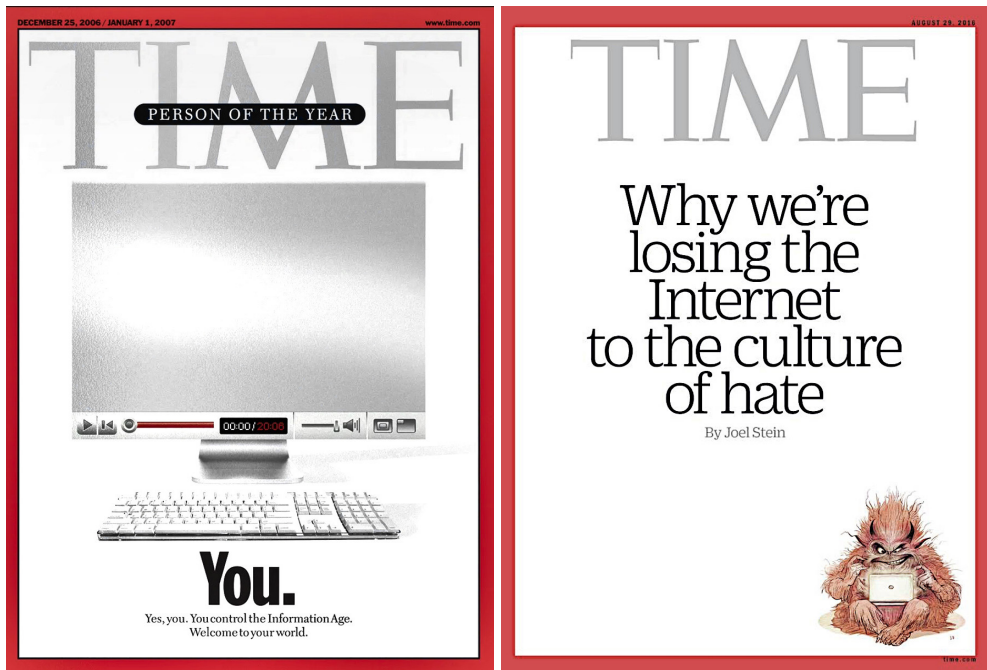 DECEMBER 25, 2006 / JANUARY 1, 2007
www.time.com
TIME
PERSON OF THE YEAR
00:00 / 20:06
You.
Yes, you. You control the Information Age.
Welcome to your world.
AUGUST 29, 2016
TIME
Why we're
losing the
Internet
to the culture
of hate
By Joel Stein
time.com